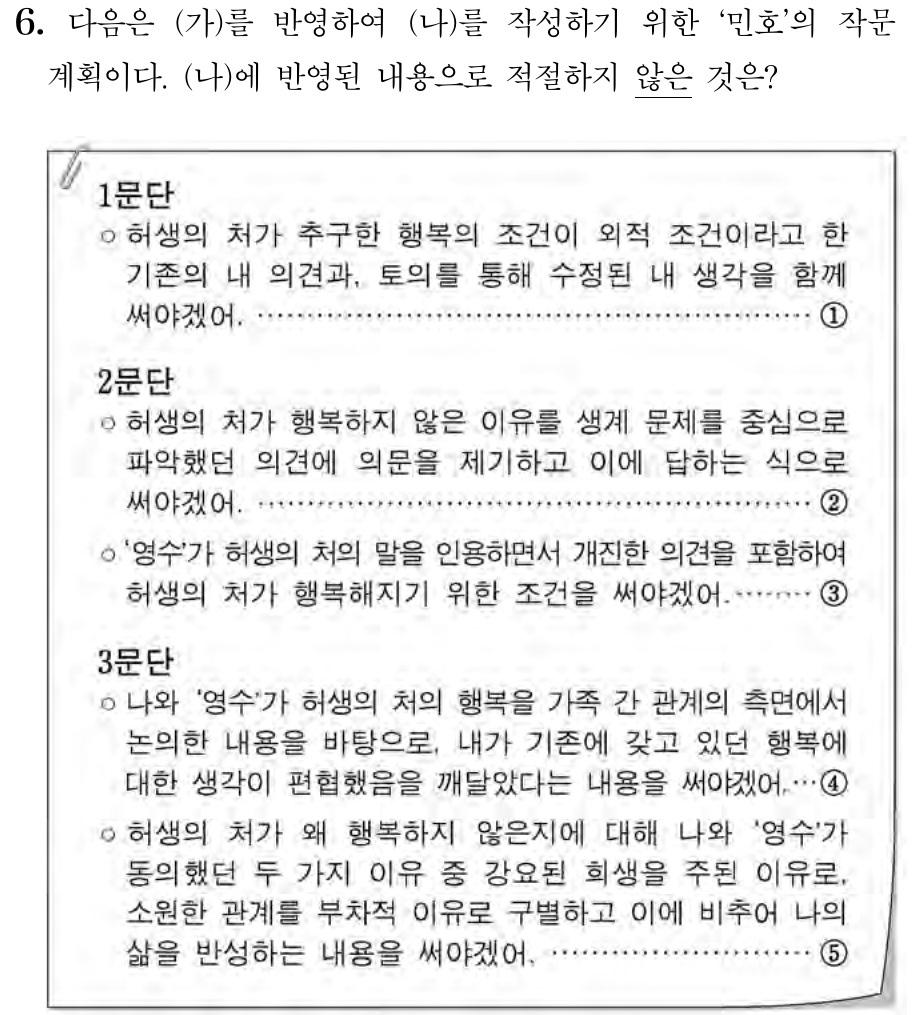 6. 다음은 (가)를 반영하여 (나)를 작성하기 위한 ‘민호’의 작문
계획이다. (나)에 반영된 내용으로 적절하지 않은 것은?
1문단
○ 허생의 처가 추구한 행복의 조건이 외적 조건이라고 한
기존의 내 의견과, 토의를 통해 수정된 내 생각을 함께
써야겠어. ················ ①
2문단
○ 허생의 처가 행복하지 않은 이유를 생계 문제를 중심으로
파악했던 의견에 의문을 제기하고 이에 답하는 식으로
써야겠어. ················ ②
○ ‘영수’가 허생의 처의 말을 인용하면서 개진한 의견을 포함하여
허생의 처가 행복해지기 위한 조건을 써야겠어. ········ ③
3문단
○ 나와 ‘영수’가 허생의 처의 행복을 가족 간 관계의 측면에서
논의한 내용을 바탕으로, 내가 기존에 갖고 있던 행복에
대한 생각이 편협했음을 깨달았다는 내용을 써야겠어. ··· ④
○ 허생의 처가 왜 행복하지 않은지에 대해 나와 ‘영수’가
동의했던 두 가지 이유 중 강요된 희생을 주된 이유로,
소원한 관계를 부차적 이유로 구별하고 이에 비추어 나의
삶을 반성하는 내용을 써야겠어. ················ ⑤